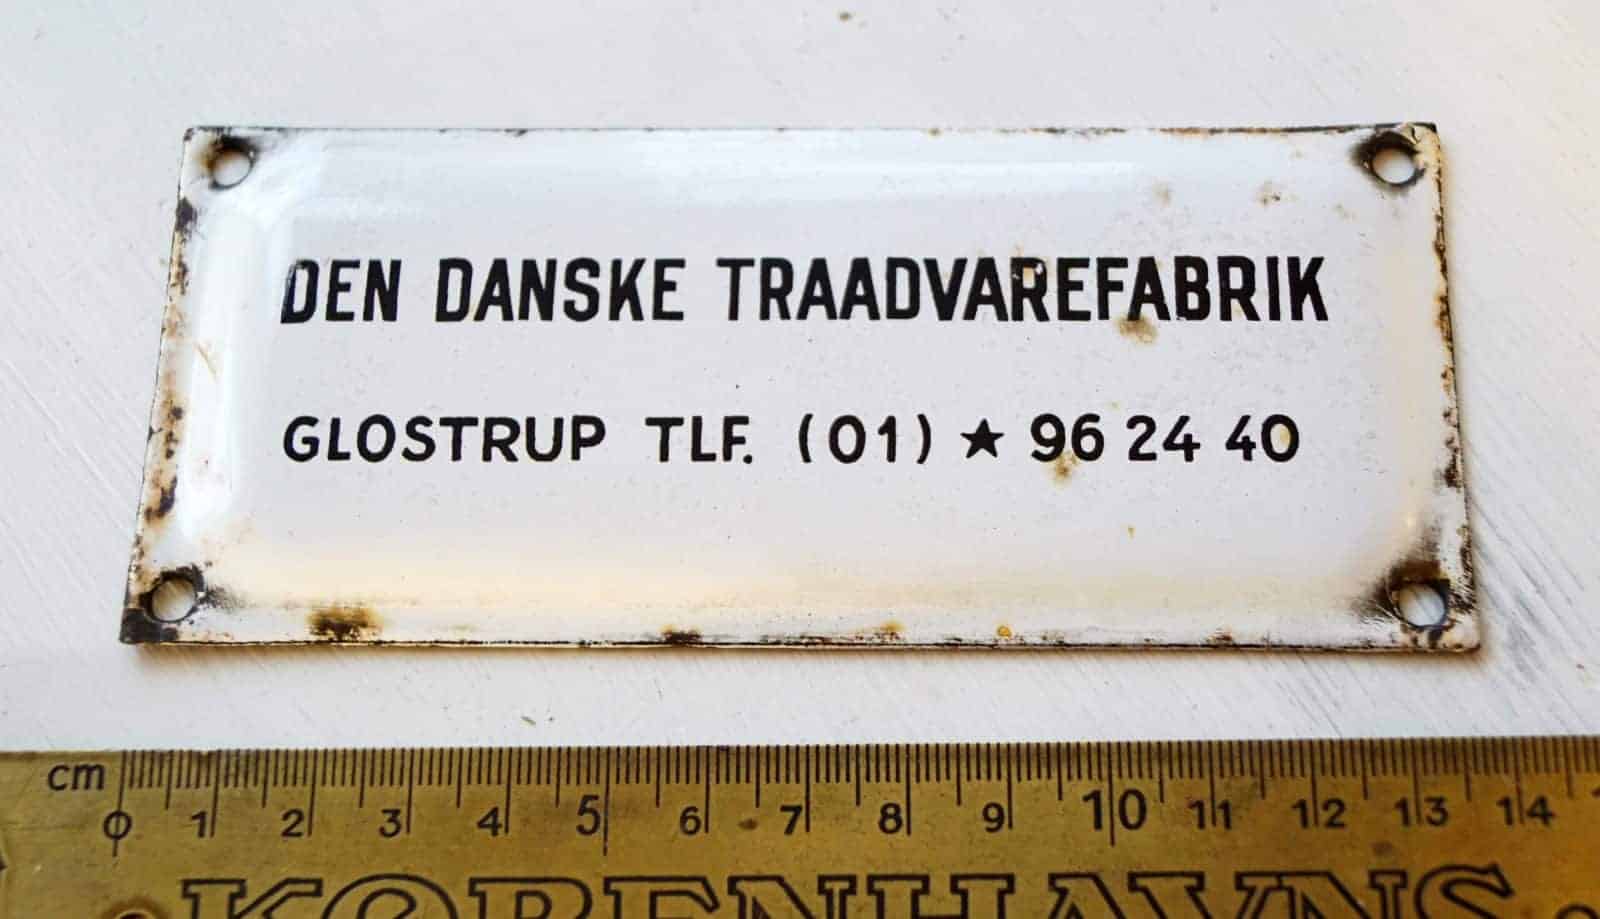 DEN DANSKE TRAADVAREFABRIK
GLOSTRUP TLF. (01) ★ 96 24 40
cm
0 1 2 3 4 5 6 7 8 9 10 11 12 13 14
KØBENHAVNS